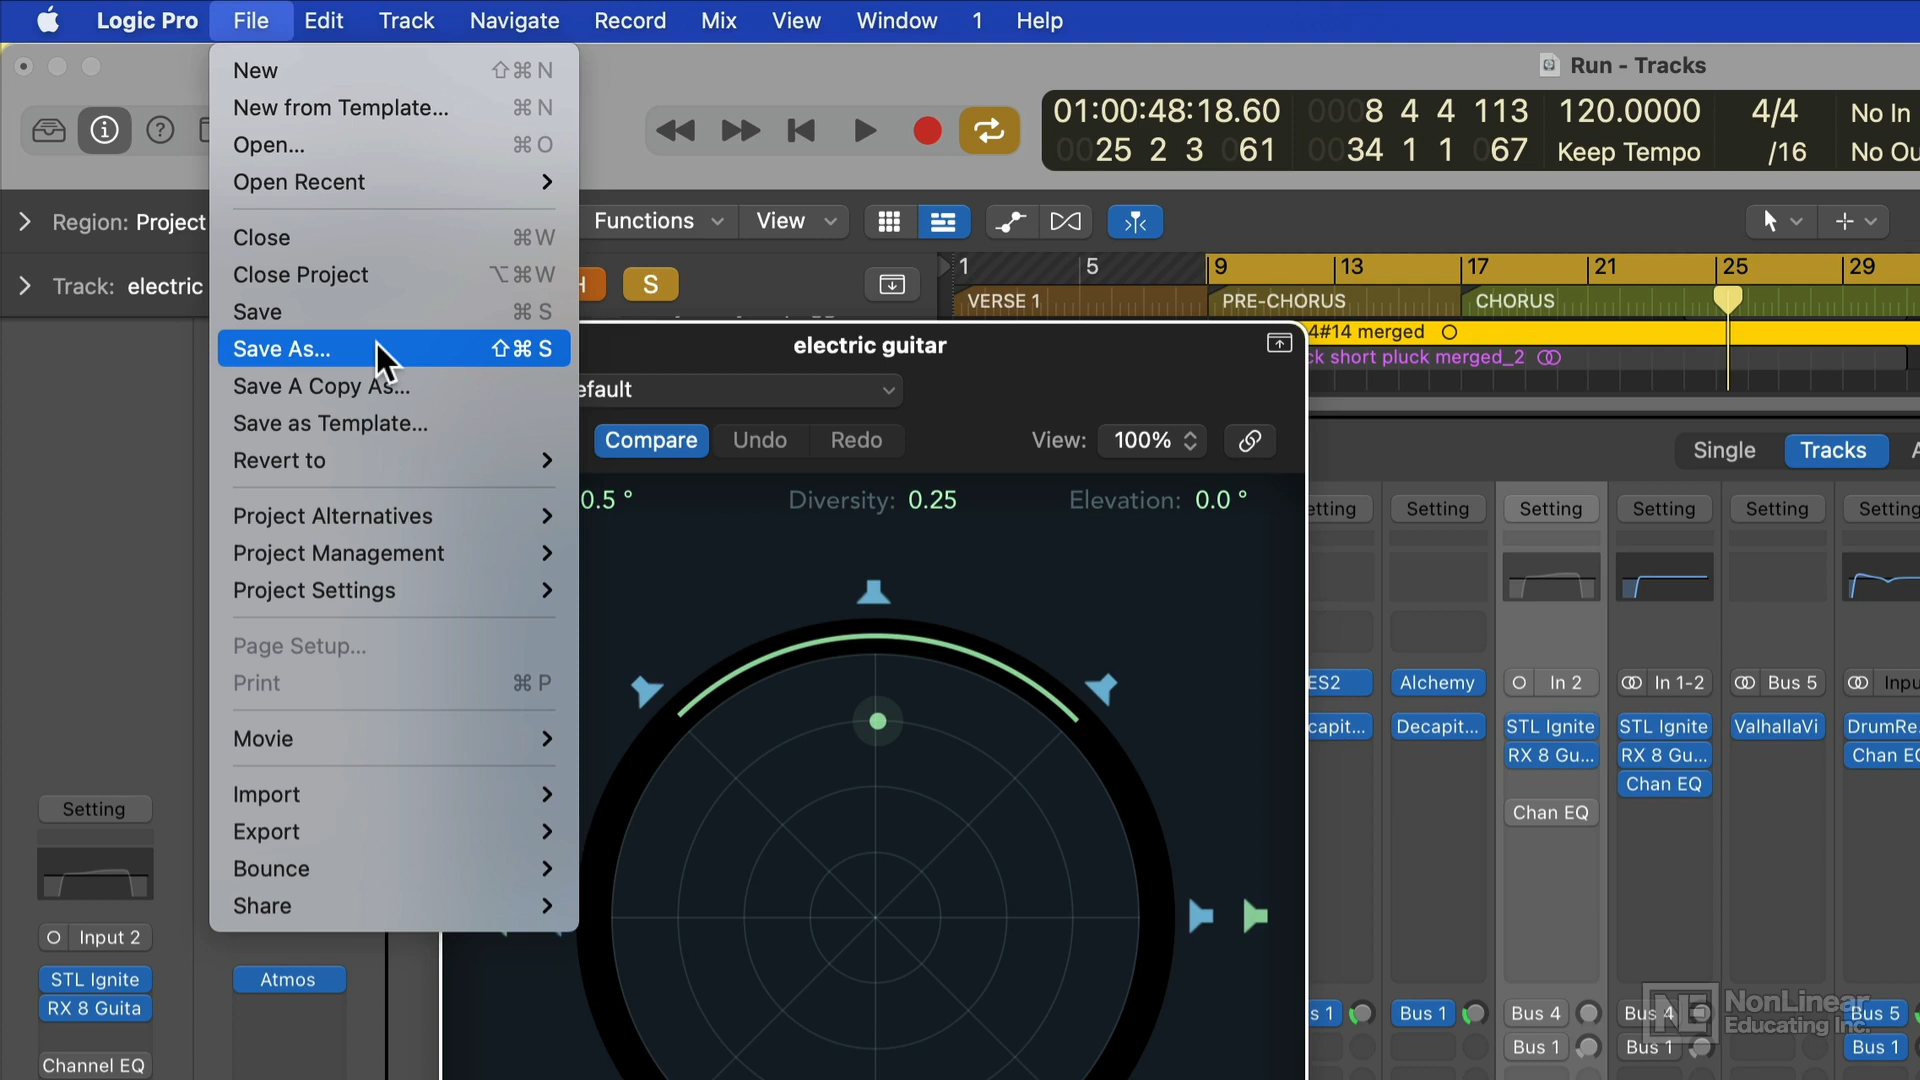 Logic Pro File Edit Track Navigate Record Mix View Window 1 Help
Run - Tracks
New ⇧⌘N
New from Template... ⌘N
Open... ⌘O
Open Recent
Close ⌘W
Close Project ⌥⌘W
Save ⌘S
Save As... ⇧⌘S
Save A Copy As...
Save as Template...
Revert to
Project Alternatives
Project Management
Project Settings
Page Setup...
Print ⌘P
Movie
Import
Export
Bounce
Share
01:00:48:18.60 0008 4 4 113 120.0000 4/4 No In
0025 2 3 061 0034 1 1 067 Keep Tempo /16 No Ou
Region: Project
Functions View
Track: electric
S
1 5 9 13 17 21 25 29
VERSE 1 PRE-CHORUS CHORUS
4#14 merged
ck short pluck merged_2
electric guitar
efault
Compare Undo Redo View: 100%
0.5 ° Diversity: 0.25 Elevation: 0.0 °
Single Tracks A
etting Setting Setting Setting Setting Setting
ES2 Alchemy In 2 In 1-2 Bus 5 Inpu
capit... Decapit... STL Ignite STL Ignite ValhallaVi DrumRe
RX 8 Gu... RX 8 Gu... Chan EQ
Chan EQ
Chan EQ
s 1 Bus 1 Bus 4 Bus 4 Bus 5
Bus 1 Bus 1 Bus 1
Setting
Input 2
STL Ignite
RX 8 Guita
Channel EQ
Atmos
NonLinear
Educating Inc.